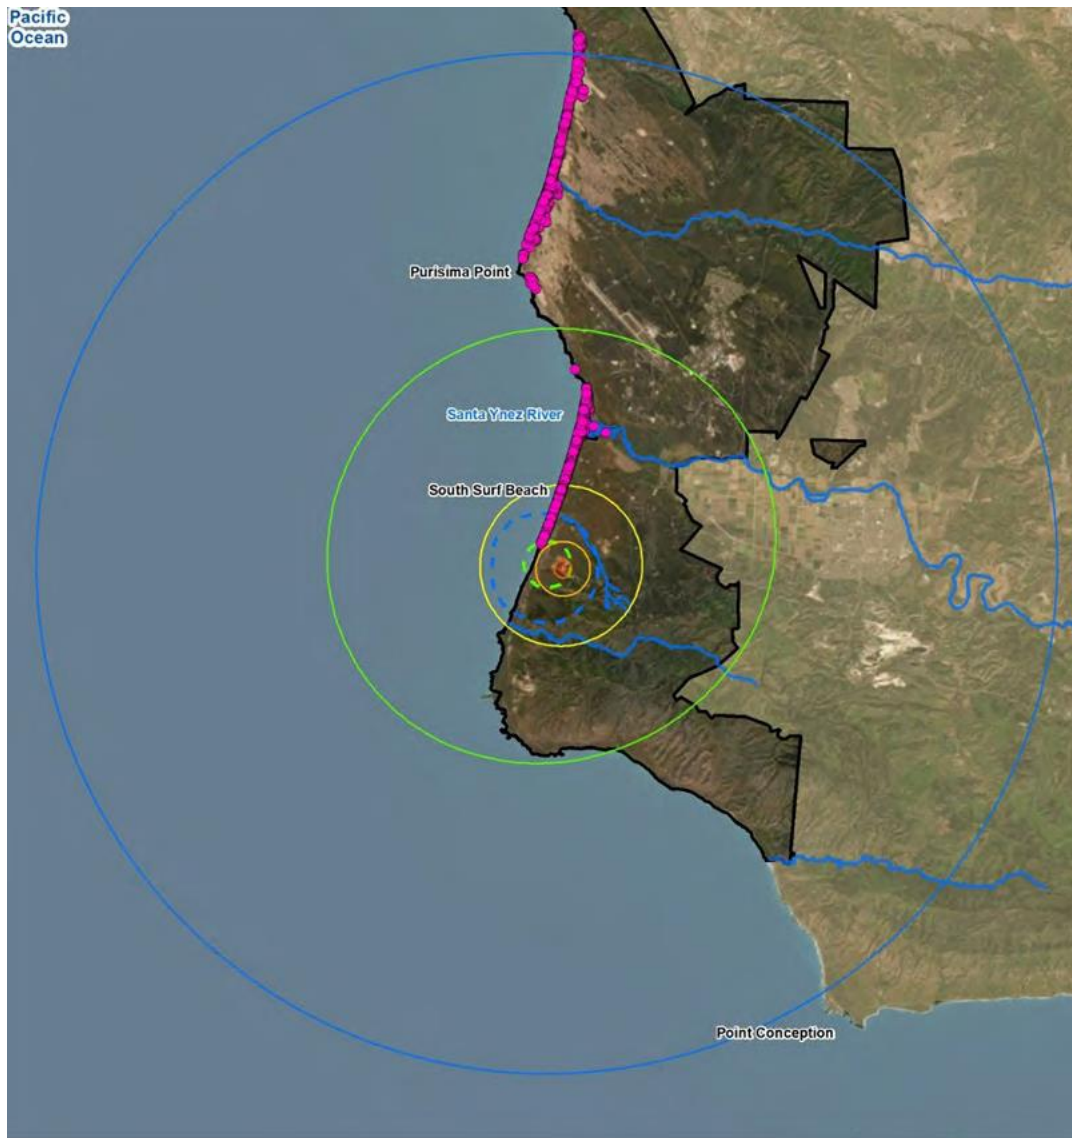 Pacific
Ocean
Purisima Point
Santa Ynez River
South Surf Beach
Point Conception